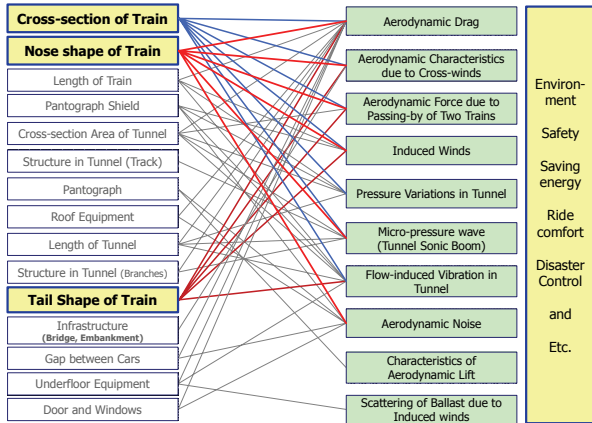 Cross-section of Train
Nose shape of Train
Length of Train
Pantograph Shield
Cross-section Area of Tunnel
Structure in Tunnel (Track)
Pantograph
Roof Equipment
Length of Tunnel
Structure in Tunnel (Branches)
Tail Shape of Train
Infrastructure
(Bridge, Embankment)
Gap between Cars
Underfloor Equipment
Door and Windows
Aerodynamic Drag
Aerodynamic Characteristics
due to Cross-winds
Aerodynamic Force due to
Passing-by of Two Trains
Induced Winds
Pressure Variations in Tunnel
Micro-pressure wave
(Tunnel Sonic Boom)
Flow-induced Vibration in
Tunnel
Aerodynamic Noise
Characteristics of
Aerodynamic Lift
Scattering of Ballast due to
Induced winds
Environ-
ment
Safety
Saving
energy
Ride
comfort
Disaster
Control
and
Etc.